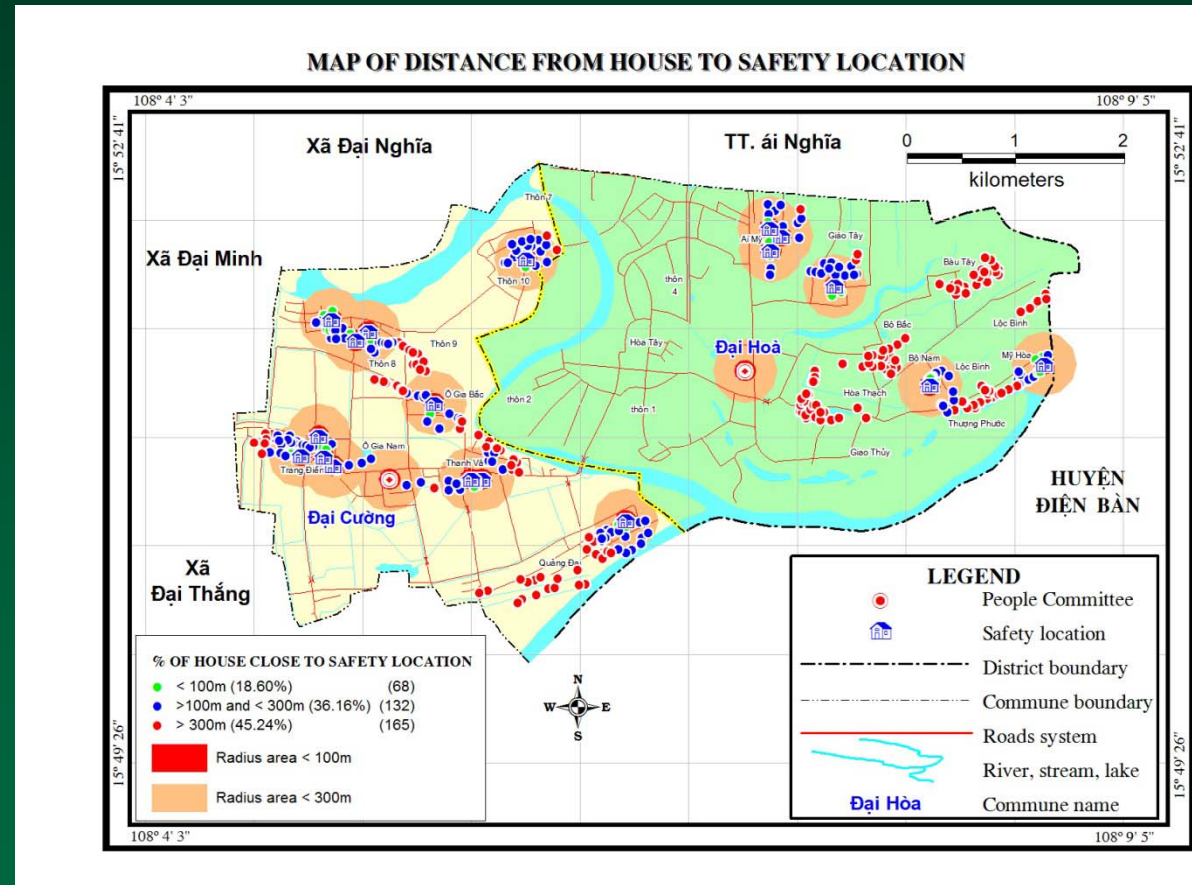 MAP OF DISTANCE FROM HOUSE TO SAFETY LOCATION
108° 4' 3"
108° 9' 5"
15° 52' 41"
15° 52' 41"
Xã Đại Nghĩa
TT. ái Nghĩa
0 1 2
kilometers
Xã Đại Minh
Thôn 7
Thôn 10
Ái Mỹ
Giáo Tây
Bàu Tây
thôn
4
Lộc Bình
Thôn 9
Hòa Tây
Đại Hoà
Bộ Bắc
Thôn 8
Bộ Nam
Lộc Bình
Mỹ Hòa
Ô Gia Bắc
thôn 2
thôn 1
Hòa Thạch
Thượng Phước
Ô Gia Nam
Giao Thủy
Trang Điền
Thanh Vâ
HUYỆN
ĐIỆN BÀN
Đại Cường
Quảng Đại
Xã
Đại Thắng
LEGEND
People Committee
Safety location
District boundary
Commune boundary
Roads system
River, stream, lake
Đại Hòa Commune name
% OF HOUSE CLOSE TO SAFETY LOCATION
< 100m (18.60%) (68)
>100m and < 300m (36.16%) (132)
> 300m (45.24%) (165)
Radius area < 100m
Radius area < 300m
N
W E
S
15° 49' 26"
15° 49' 26"
108° 4' 3"
108° 9' 5"